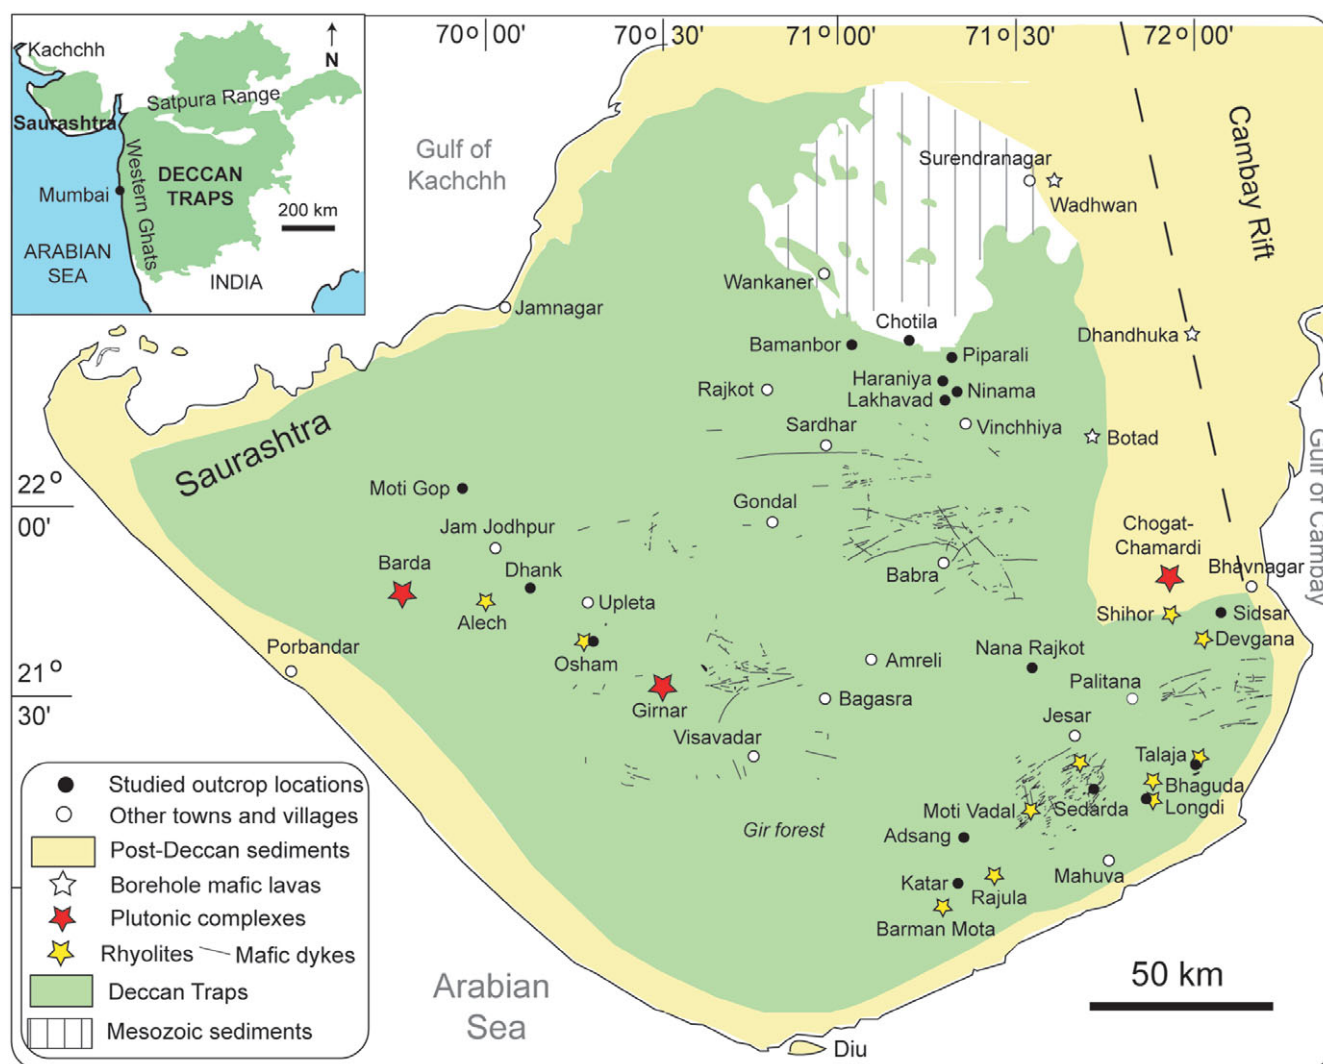 70° 00'
70° 30'
71° 00'
71° 30'
72° 00'
Kachchh
N
Satpura Range
Saurashtra
Western Ghats
DECCAN
TRAPS
Mumbai
200 km
ARABIAN
SEA
INDIA
Gulf of
Kachchh
Cambay Rift
Surendranagar
Wadhwan
Wankaner
Jamnagar
Chotila
Dhandhuka
Bamanbor
Piparali
Haraniya
Rajkot
Ninama
Lakhavad
Sardhar
Vinchhiya
Botad
Saurashtra
Gulf of Cambay
22°
00'
Moti Gop
Gondal
Jam Jodhpur
Chogat-
Chamardi
Barda
Dhank
Babra
Bhavnagar
Alech
Upleta
Shihor
Sidsar
Osham
Devgana
Porbandar
Nana Rajkot
Amreli
21°
30'
Palitana
Girnar
Bagasra
Jesar
Visavadar
Talaja
Bhaguda
Moti Vadal
Sedarda
Longdi
Gir forest
Adsang
Mahuva
Katar
Rajula
Barman Mota
Studied outcrop locations
Other towns and villages
Post-Deccan sediments
Borehole mafic lavas
Plutonic complexes
Rhyolites
Mafic dykes
Deccan Traps
Mesozoic sediments
Arabian
Sea
50 km
Diu